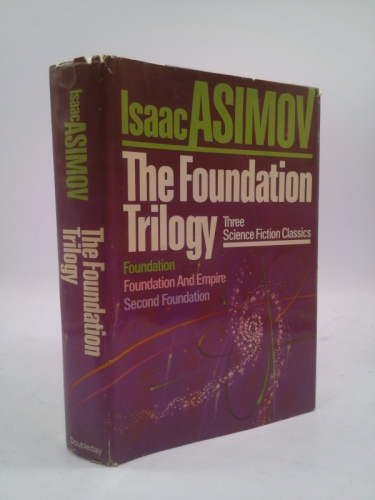 Isaac ASIMOV
The Foundation
Trilogy
Three
Science Fiction Classics
Foundation
Foundation And Empire
Second Foundation
Isaac ASIMOV
The Foundation
Trilogy
Doubleday